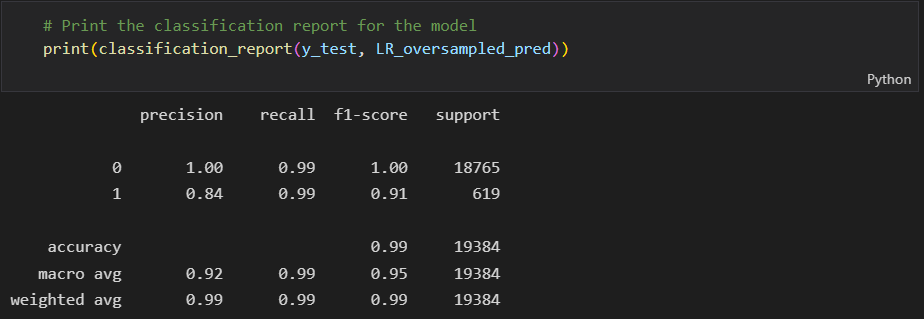 # Print the classification report for the model
print(classification_report(y_test, LR_oversampled_pred))
Python
precision recall f1-score support
0 1.00 0.99 1.00 18765
1 0.84 0.99 0.91 619
accuracy 0.99 19384
macro avg 0.92 0.99 0.95 19384
weighted avg 0.99 0.99 0.99 19384